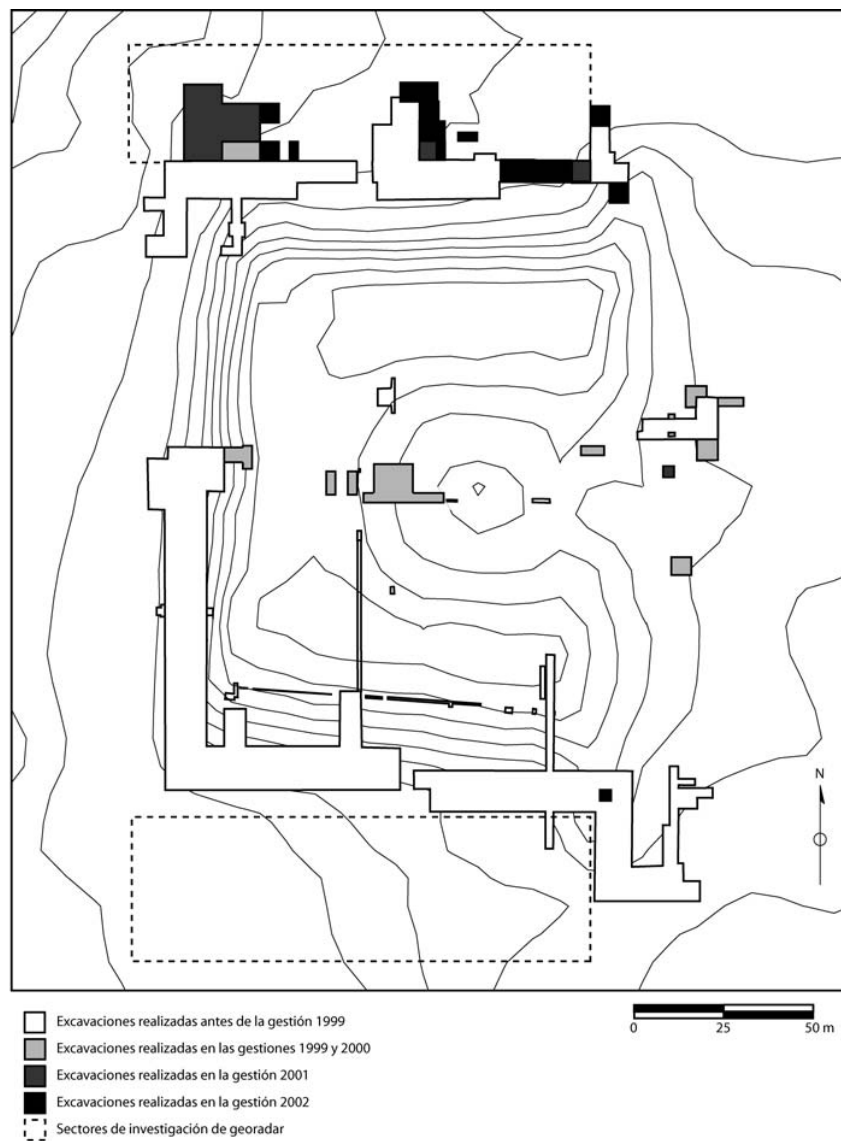 N
Excavaciones realizadas antes de la gestión 1999
Excavaciones realizadas en las gestiones 1999 y 2000
Excavaciones realizadas en la gestión 2001
Excavaciones realizadas en la gestión 2002
Sectores de investigación de georadar
0 25 50 m